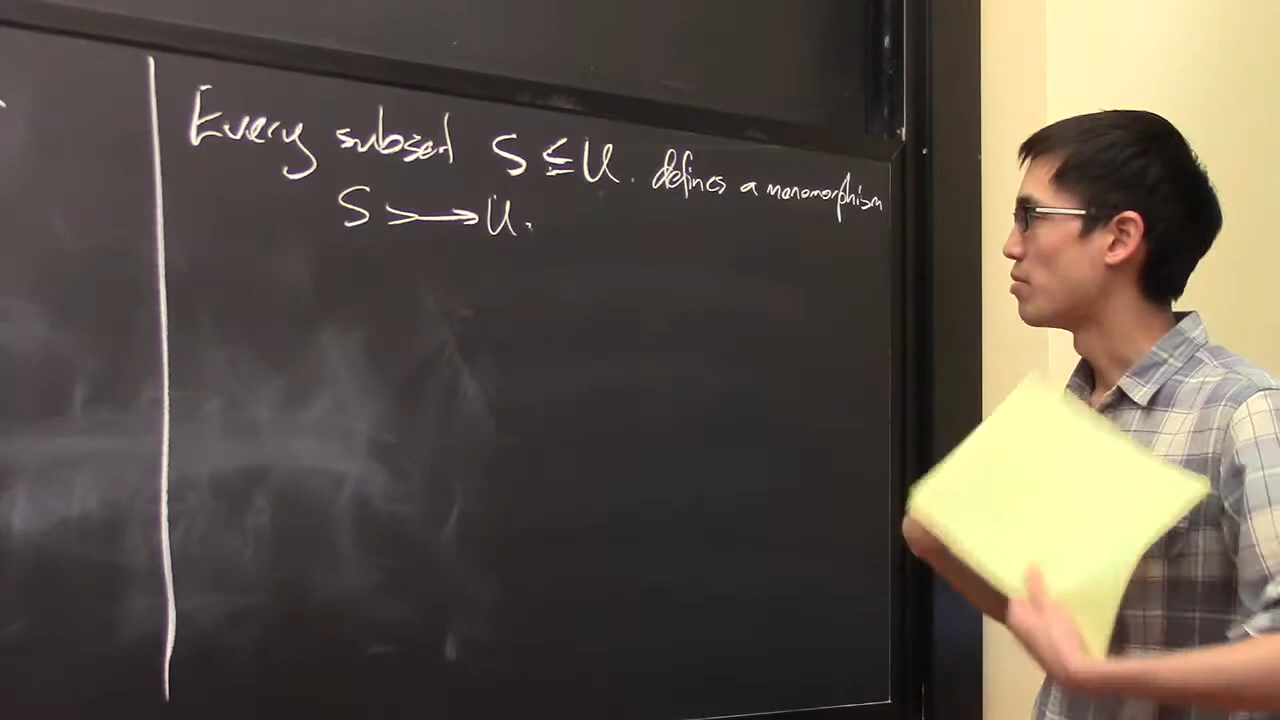 Every subset S ⊆ U. defines a monomorphism
S ↣ U.